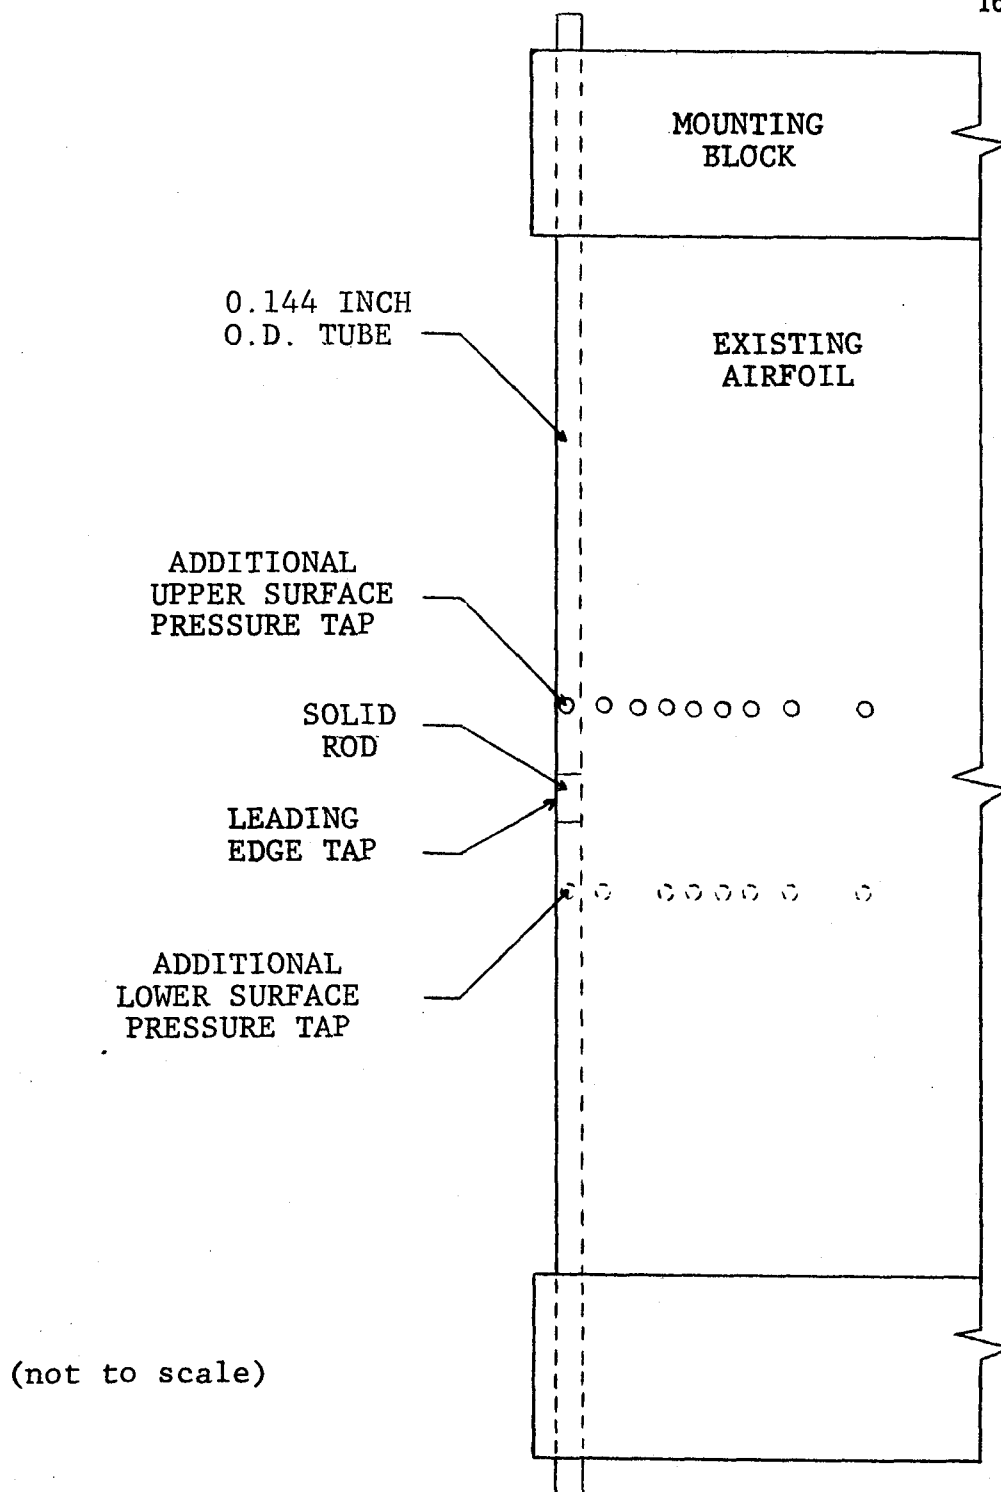 16
MOUNTING
BLOCK
0.144 INCH
O.D. TUBE
EXISTING
AIRFOIL
ADDITIONAL
UPPER SURFACE
PRESSURE TAP
SOLID
ROD
LEADING
EDGE TAP
ADDITIONAL
LOWER SURFACE
PRESSURE TAP
(not to scale)